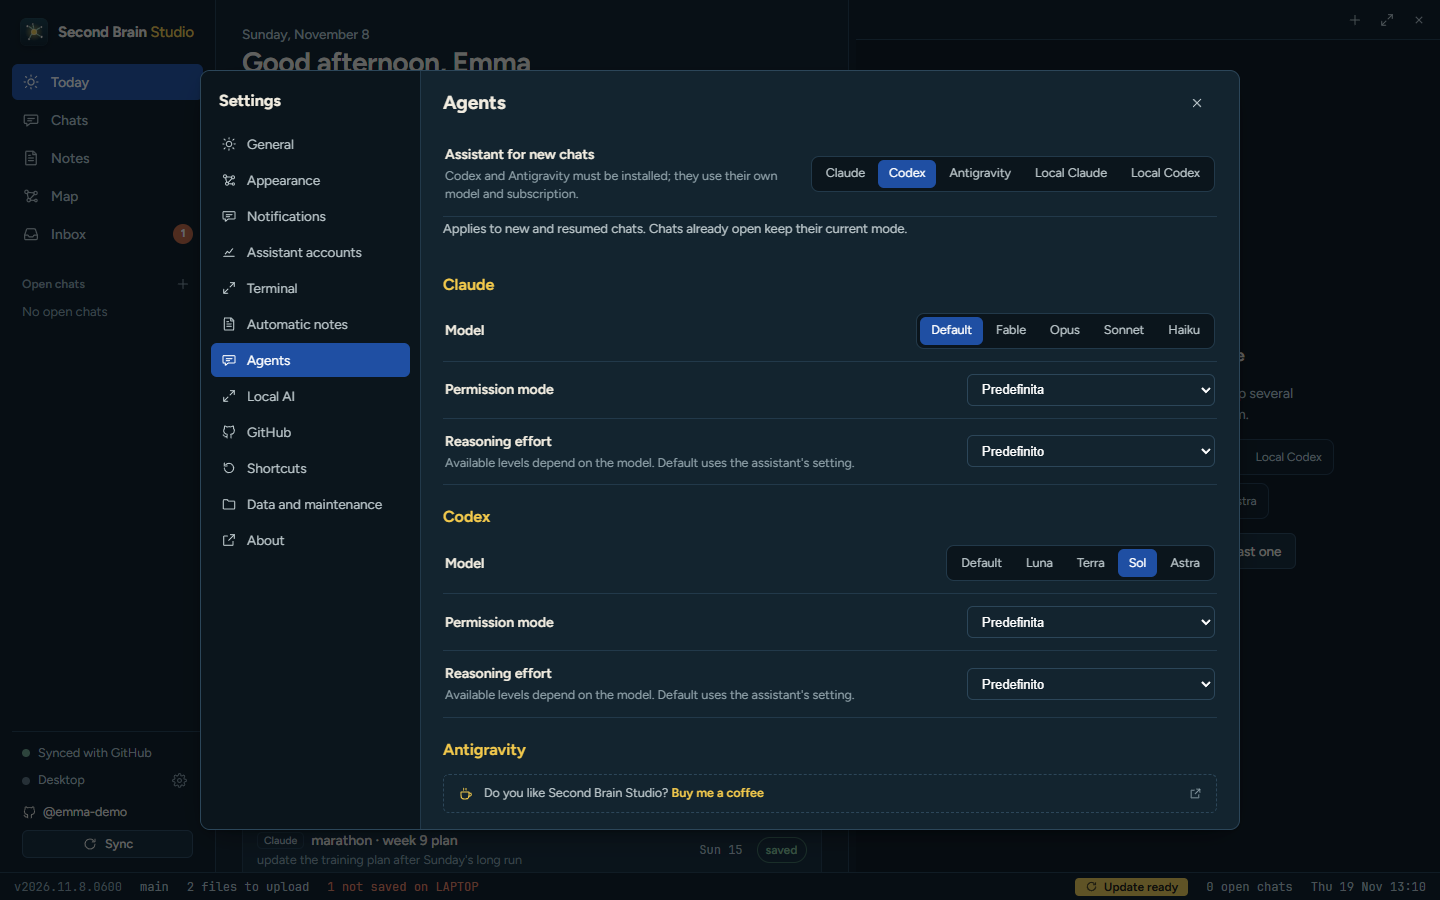 Second Brain Studio
Today
Chats
Notes
Map
Inbox
1
Open chats
No open chats
Synced with GitHub
Desktop
@emma-demo
Sync
Sunday, November 8
Good afternoon, Emma
Settings
General
Appearance
Notifications
Assistant accounts
Terminal
Automatic notes
Agents
Local AI
GitHub
Shortcuts
Data and maintenance
About
Agents
Assistant for new chats
Codex and Antigravity must be installed; they use their own
model and subscription.
Claude Codex Antigravity Local Claude Local Codex
Applies to new and resumed chats. Chats already open keep their current mode.
Claude
Model
Default Fable Opus Sonnet Haiku
Permission mode
Predefinita
Reasoning effort
Available levels depend on the model. Default uses the assistant's setting.
Predefinito
Codex
Model
Default Luna Terra Sol Astra
Permission mode
Predefinita
Reasoning effort
Available levels depend on the model. Default uses the assistant's setting.
Predefinito
Antigravity
Do you like Second Brain Studio? Buy me a coffee
several
Local Codex
one
Claude marathon · week 9 plan
update the training plan after Sunday's long run
Sun 15 saved
v2026.11.8.0600 main 2 files to upload 1 not saved on LAPTOP
Update ready 0 open chats Thu 19 Nov 13:10